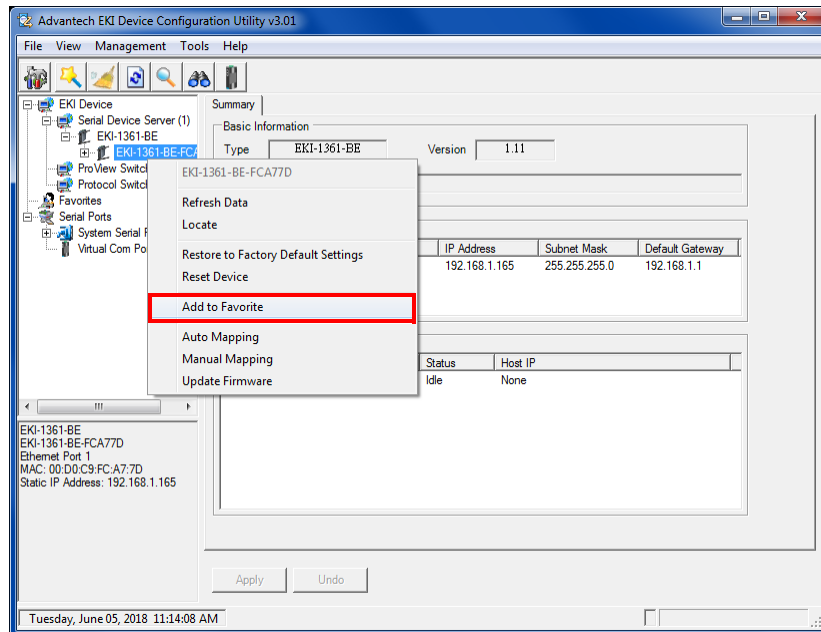 Advantech EKI Device Configuration Utility v3.01
File View Management Tools Help
EKI Device
Serial Device Server (1)
EKI-1361-BE
EKI-1361-BE-FCA
ProView Switc
Protocol Switc
Favorites
Serial Ports
System Serial
Virtual Com Po
Summary
Basic Information
Type EKI-1361-BE Version 1.11
EKI-1361-BE-FCA77D
Refresh Data
Locate
Restore to Factory Default Settings
Reset Device
Add to Favorite
Auto Mapping
Manual Mapping
Update Firmware
IP Address Subnet Mask Default Gateway
192.168.1.165 255.255.255.0 192.168.1.1
Status Host IP
Idle None
EKI-1361-BE
EKI-1361-BE-FCA77D
Ethernet Port 1
MAC: 00:D0:C9:FC:A7:7D
Static IP Address: 192.168.1.165
Apply Undo
Tuesday, June 05, 2018 11:14:08 AM